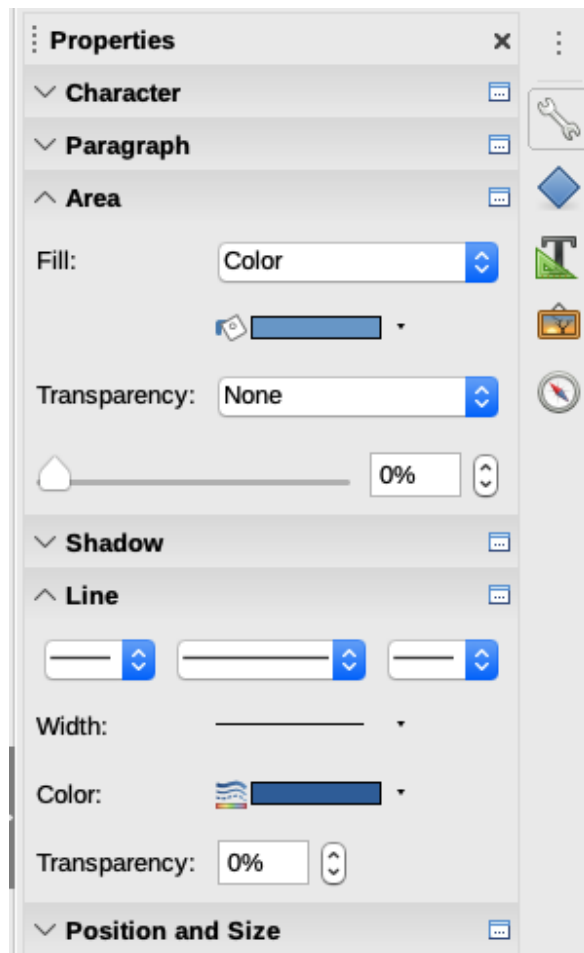 Properties
Character
Paragraph
Area
Fill: Color
Transparency: None
0%
Shadow
Line
Width:
Color:
Transparency: 0%
Position and Size